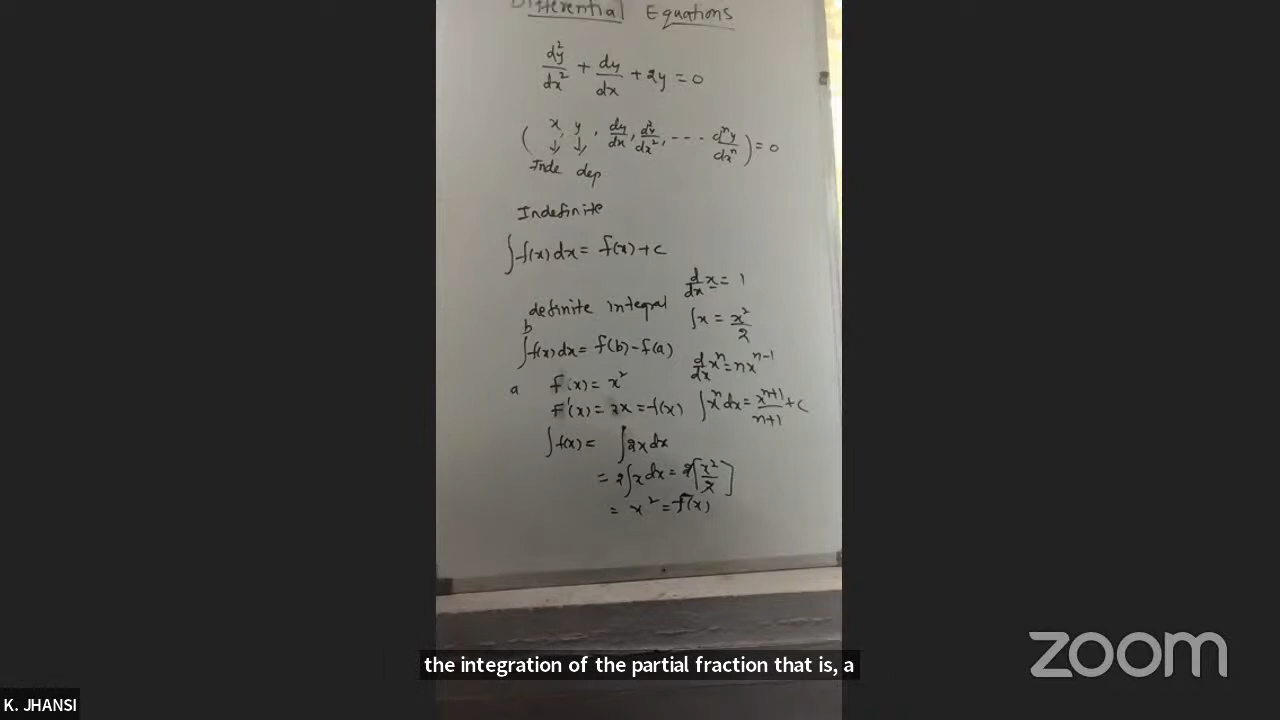 Differential Equations
d²y/dx² + dy/dx + 2y = 0
(x, y, dy/dx, d²y/dx², ---- dⁿy/dxⁿ) = 0
↓ ↓
Inde dep
Indefinite
∫f(x) dx = F(x) + c
d/dx x = 1
definite integral
∫x = x²/2
∫ₐᵇ f(x) dx = F(b) - F(a)
d/dx xⁿ = nxⁿ⁻¹
F(x) = x²
F'(x) = 2x = f(x)
∫xⁿ dx = xⁿ⁺¹/n+1 + c
∫f(x) = ∫2x dx
= 2∫x dx = 2[x²/2]
= x² = F(x)
the integration of the partial fraction that is, a
zoom
K. JHANSI